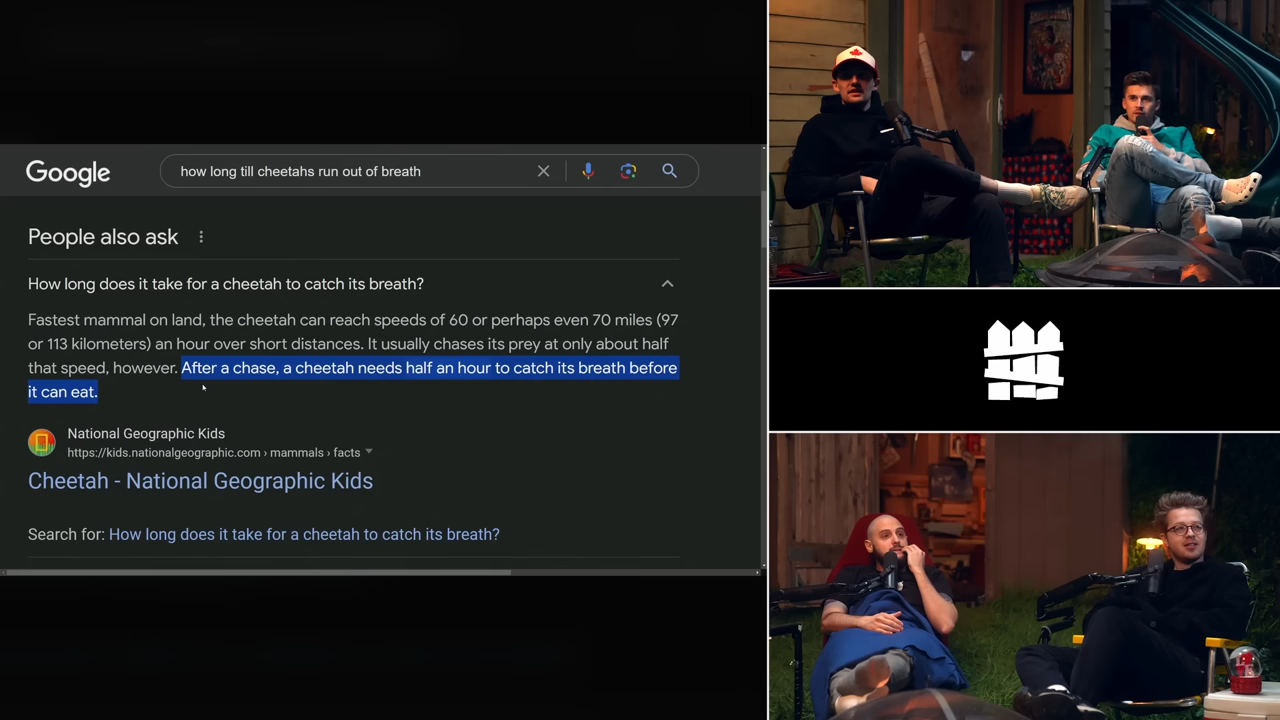 Google
how long till cheetahs run out of breath
People also ask
How long does it take for a cheetah to catch its breath?
Fastest mammal on land, the cheetah can reach speeds of 60 or perhaps even 70 miles (97
or 113 kilometers) an hour over short distances. It usually chases its prey at only about half
that speed, however. After a chase, a cheetah needs half an hour to catch its breath before
it can eat.
National Geographic Kids
https://kids.nationalgeographic.com › mammals › facts
Cheetah - National Geographic Kids
Search for: How long does it take for a cheetah to catch its breath?